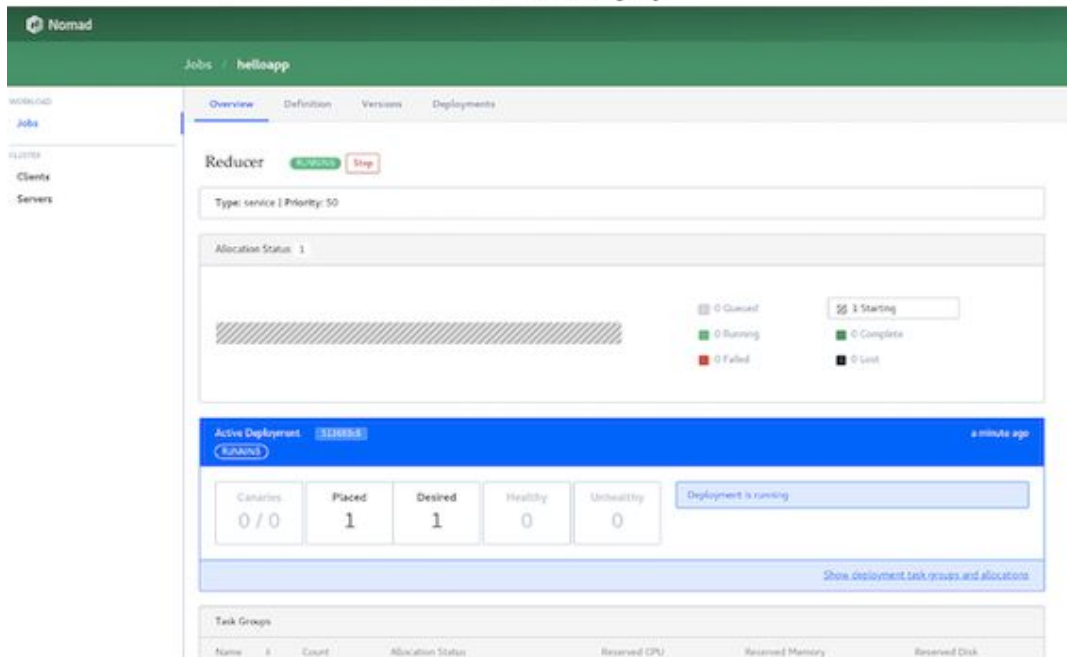 Nomad
Jobs / helloapp
WORKLOAD
Jobs
CLUSTER
Clients
Servers
Overview Definition Versions Deployments
Reducer RUNNING Stop
Type: service | Priority: 50
Allocation Status 1
0 Queued 1 Starting
0 Running 0 Complete
0 Failed 0 Lost
Active Deployment a minute ago
RUNNING
Canaries Placed Desired Healthy Unhealthy
0 / 0 1 1 0 0
Deployment is running
Show deployment task groups and allocations
Task Groups
Name Count Allocation Status Reserved CPU Reserved Memory Reserved Disk